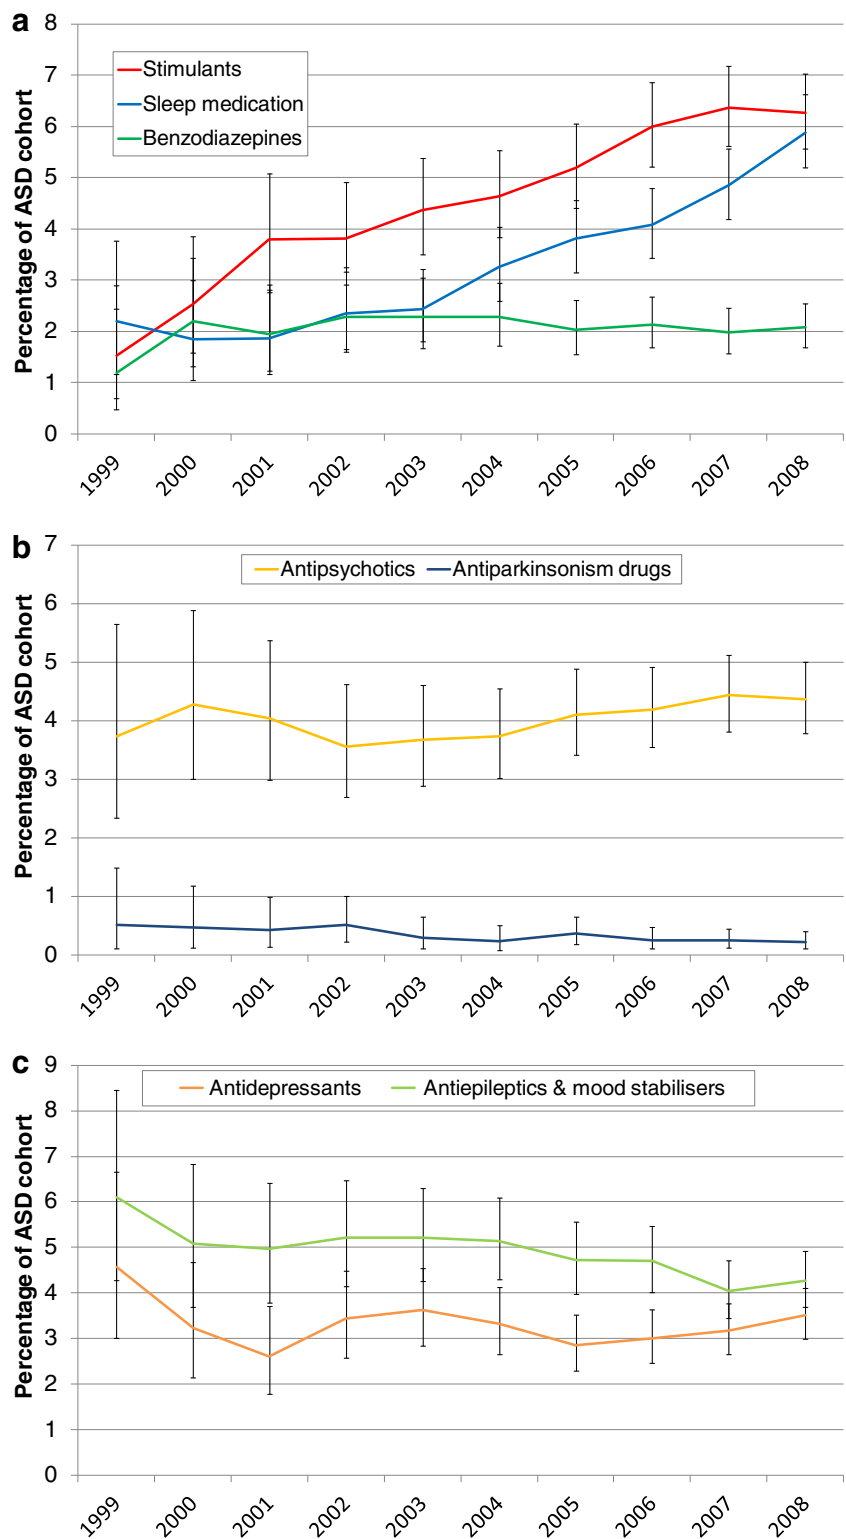 a
Percentage of ASD cohort
8
7
6
5
4
3
2
1
0
Stimulants
Sleep medication
Benzodiazepines
1999 2000 2001 2002 2003 2004 2005 2006 2007 2008
b
Percentage of ASD cohort
7
6
5
4
3
2
1
0
Antipsychotics Antiparkinsonism drugs
1999 2000 2001 2002 2003 2004 2005 2006 2007 2008
c
Percentage of ASD cohort
9
8
7
6
5
4
3
2
1
0
Antidepressants Antiepileptics & mood stabilisers
1999 2000 2001 2002 2003 2004 2005 2006 2007 2008